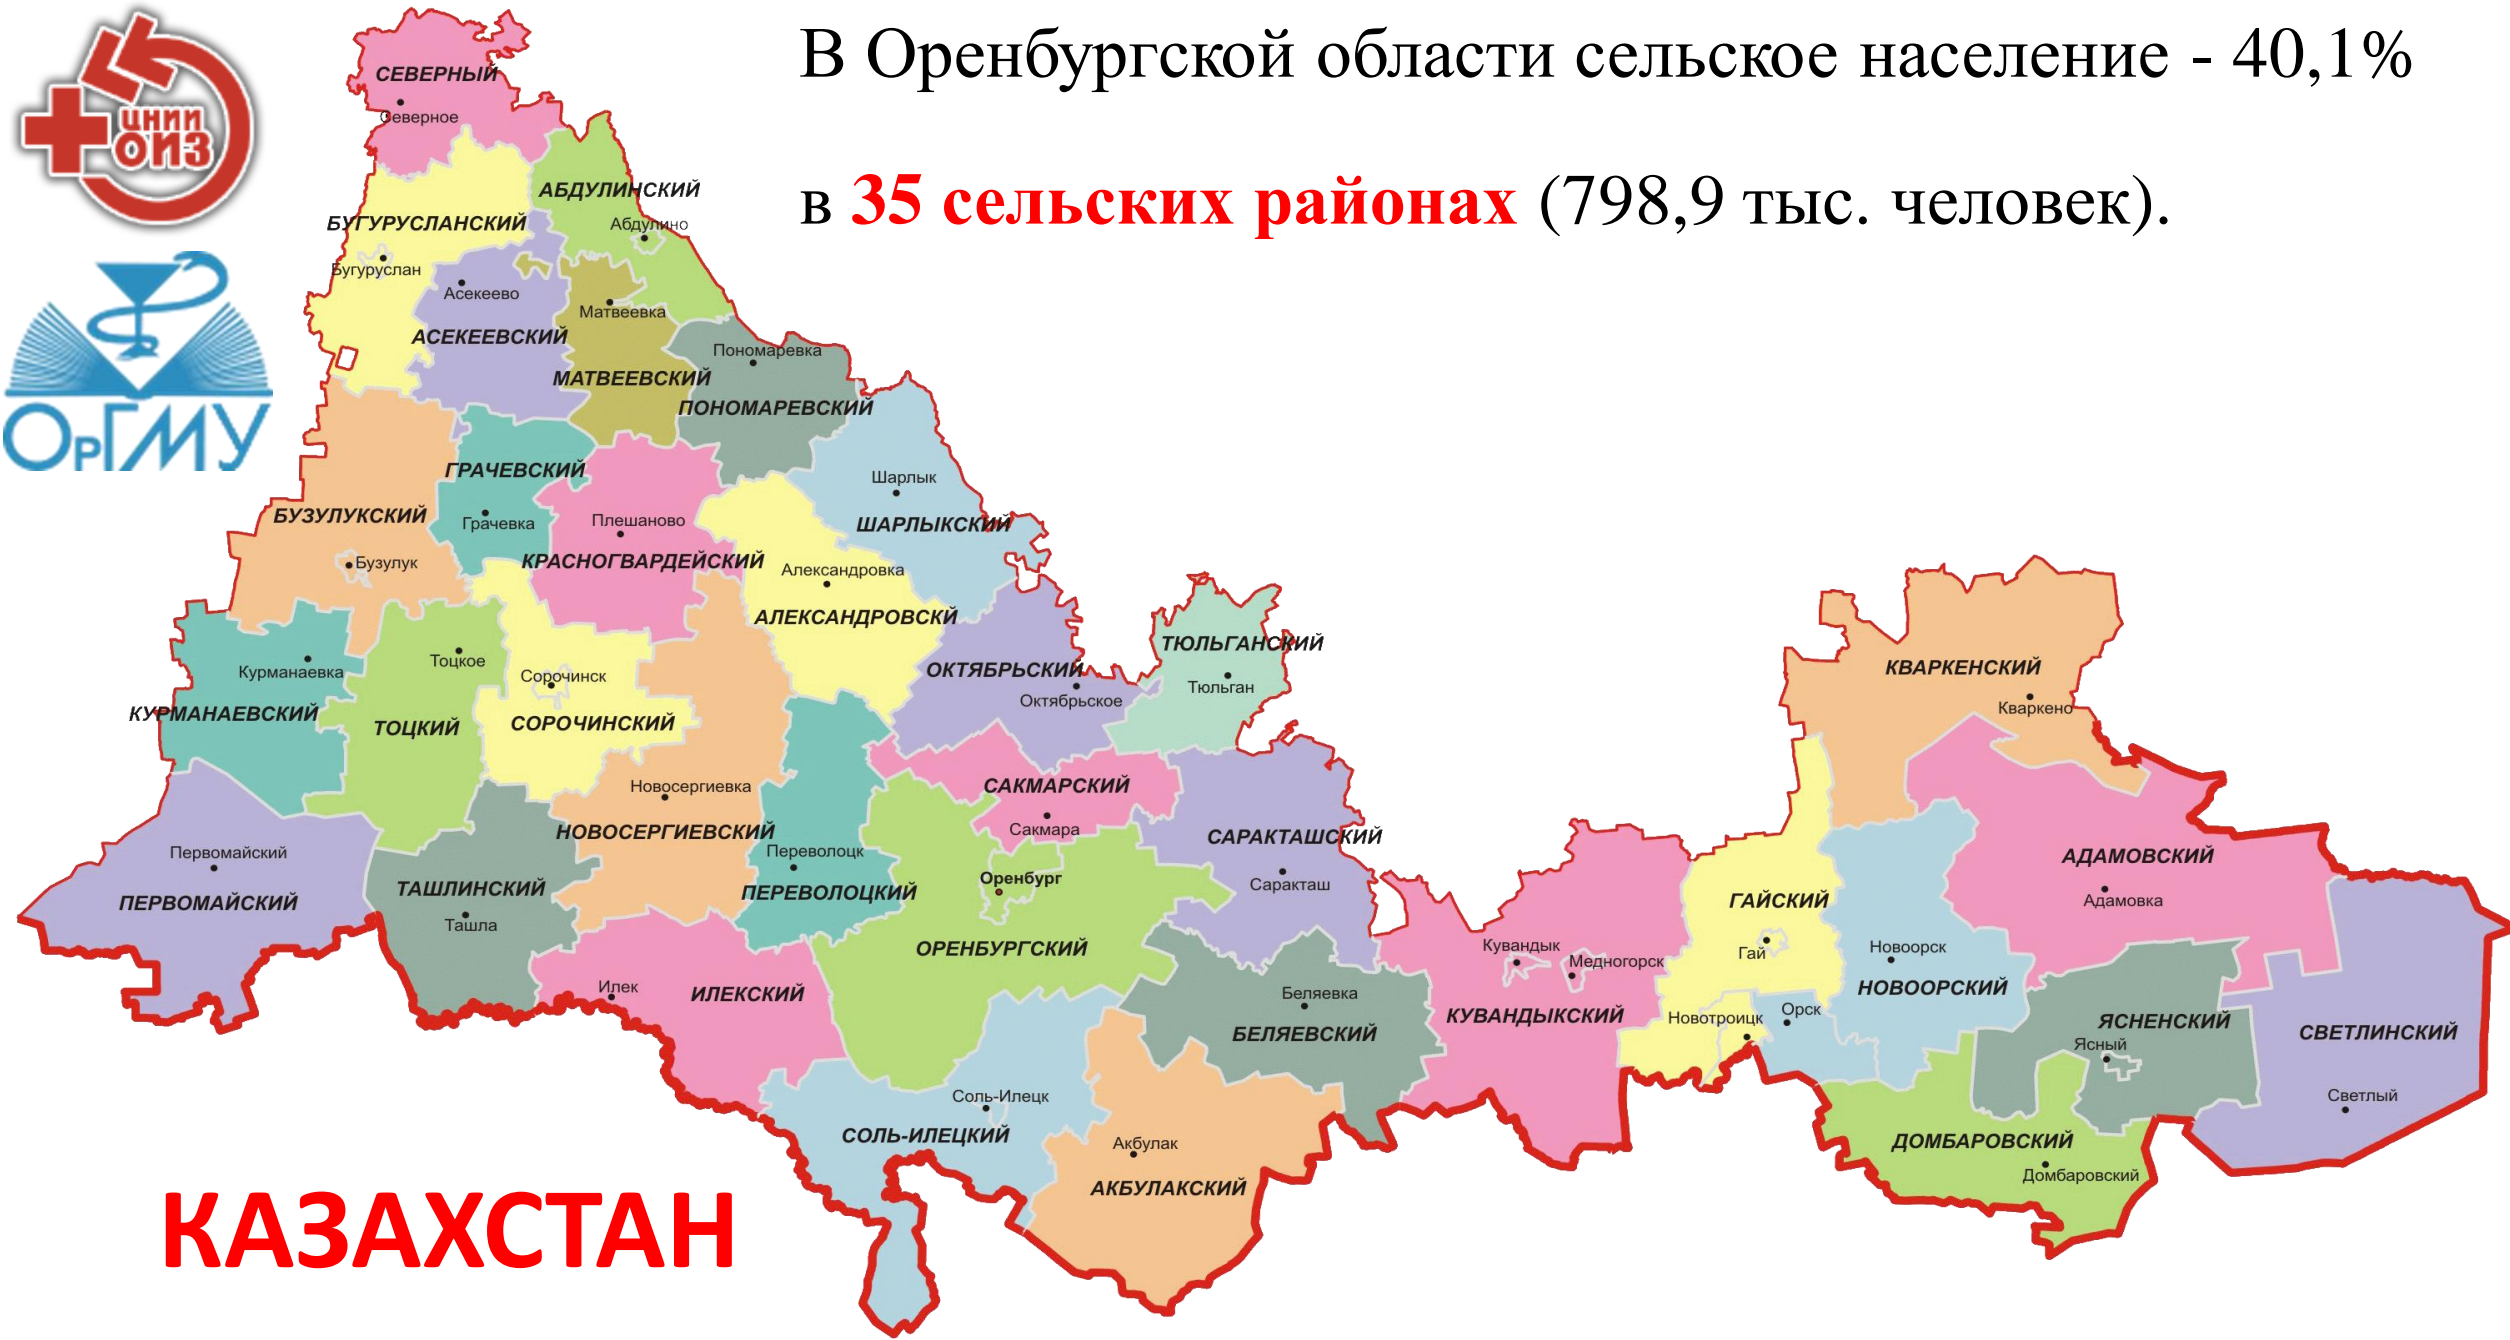 В Оренбургской области сельское население - 40,1%
в 35 сельских районах (798,9 тыс. человек).
ЦНИИ
ОИЗ
ОрГМУ
СЕВЕРНЫЙ
Северное
АБДУЛИНСКИЙ
Абдулино
БУГУРУСЛАНСКИЙ
Бугуруслан
Асекеево
АСЕКЕЕВСКИЙ
Матвеевка
МАТВЕЕВСКИЙ
Пономаревка
ПОНОМАРЕВСКИЙ
ГРАЧЕВСКИЙ
Грачевка
БУЗУЛУКСКИЙ
Бузулук
Плешаново
КРАСНОГВАРДЕЙСКИЙ
Шарлык
ШАРЛЫКСКИЙ
Александровка
АЛЕКСАНДРОВСКЙ
Курманаевка
КУРМАНАЕВСКИЙ
Тоцкое
ТОЦКИЙ
Сорочинск
СОРОЧИНСКИЙ
ОКТЯБРЬСКИЙ
Октябрьское
ТЮЛЬГАНСКИЙ
Тюльган
КВАРКЕНСКИЙ
Кваркено
Новосергиевка
НОВОСЕРГИЕВСКИЙ
САКМАРСКИЙ
Сакмара
САРАКТАШСКИЙ
Саракташ
Первомайский
ПЕРВОМАЙСКИЙ
ТАШЛИНСКИЙ
Ташла
Переволоцк
ПЕРЕВОЛОЦКИЙ
Оренбург
ОРЕНБУРГСКИЙ
АДАМОВСКИЙ
Адамовка
ГАЙСКИЙ
Гай
Новоорск
НОВООРСКИЙ
Кувандык
Медногорск
КУВАНДЫКСКИЙ
Илек
ИЛЕКСКИЙ
Беляевка
БЕЛЯЕВСКИЙ
Новотроицк
Орск
ЯСНЕНСКИЙ
Ясный
СВЕТЛИНСКИЙ
Светлый
Соль-Илецк
СОЛЬ-ИЛЕЦКИЙ
Акбулак
АКБУЛАКСКИЙ
ДОМБАРОВСКИЙ
Домбаровский
КАЗАХСТАН